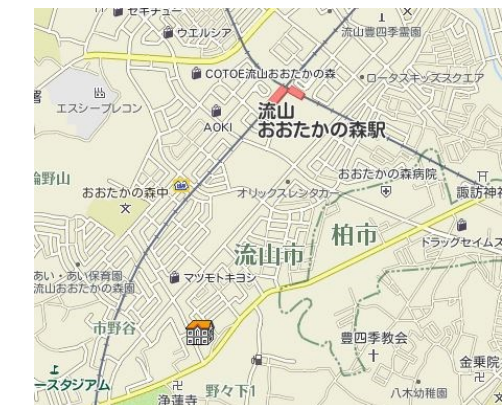 セキチュー
ウエルシア
流山豊四季霊園
COTOE流山おおたかの森
ロータスキッズスクエア
エスシープレコン
AOKI
流山
おおたかの森駅
輪野山
おおたかの森中
オリックスレンタカー
おおたかの森病院
諏訪神社
流山市
柏市
ドラッグセイムス
あい・あい保育園
流山おおたかの森園
マツモトキヨシ
市野谷
豊四季教会
金乗院
ースタジアム
浄蓮寺
野々下1
八木幼稚園